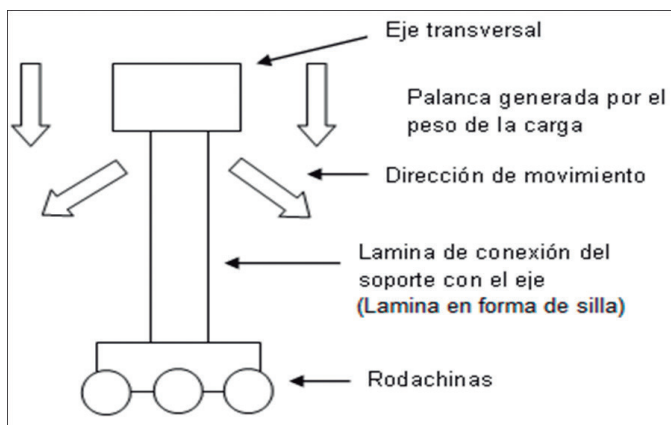 Eje transversal
Palanca generada por el
peso de la carga
Dirección de movimiento
Lamina de conexión del
soporte con el eje
(Lamina en forma de silla)
Rodachinas